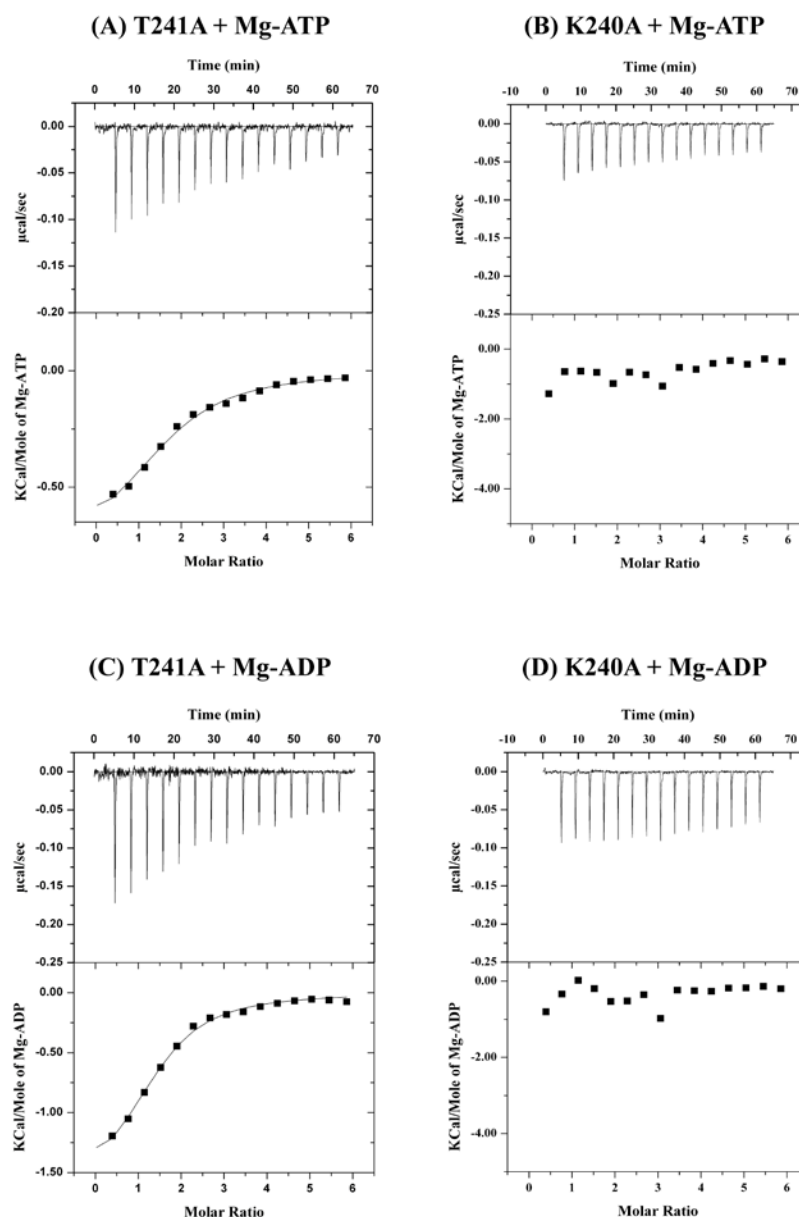 (A) T241A + Mg-ATP
Time (min)
0 10 20 30 40 50 60 70
0.00
-0.05
-0.10
-0.15
-0.20
µcal/sec
0.00
-0.50
KCal/Mole of Mg-ATP
0 1 2 3 4 5 6
Molar Ratio
(B) K240A + Mg-ATP
Time (min)
-10 0 10 20 30 40 50 60 70
0.00
-0.05
-0.10
-0.15
-0.20
-0.25
µcal/sec
0.00
-2.00
-4.00
KCal/Mole of Mg-ATP
0 1 2 3 4 5 6
Molar Ratio
(C) T241A + Mg-ADP
Time (min)
0 10 20 30 40 50 60 70
0.00
-0.05
-0.10
-0.15
-0.20
-0.25
µcal/sec
0.00
-0.50
-1.00
-1.50
KCal/Mole of Mg-ADP
0 1 2 3 4 5 6
Molar Ratio
(D) K240A + Mg-ADP
Time (min)
-10 0 10 20 30 40 50 60 70
0.00
-0.05
-0.10
-0.15
-0.20
-0.25
µcal/sec
0.00
-2.00
-4.00
KCal/Mole of Mg-ADP
0 1 2 3 4 5 6
Molar Ratio